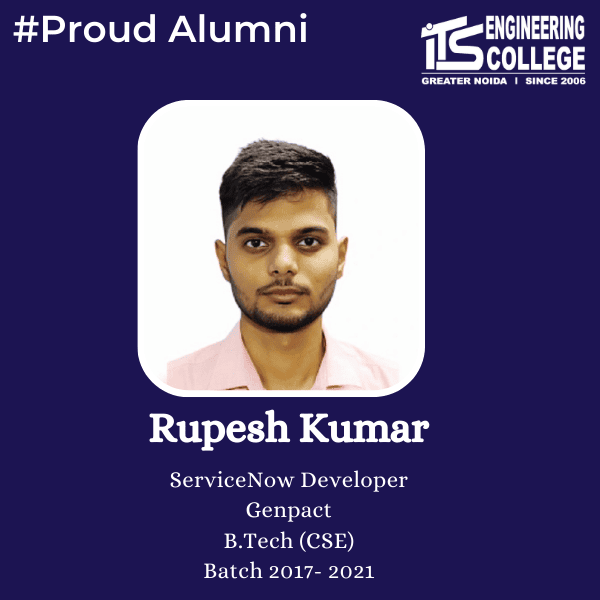 #Proud Alumni
iTS ENGINEERING
COLLEGE
GREATER NOIDA | SINCE 2006
Rupesh Kumar
ServiceNow Developer
Genpact
B.Tech (CSE)
Batch 2017- 2021